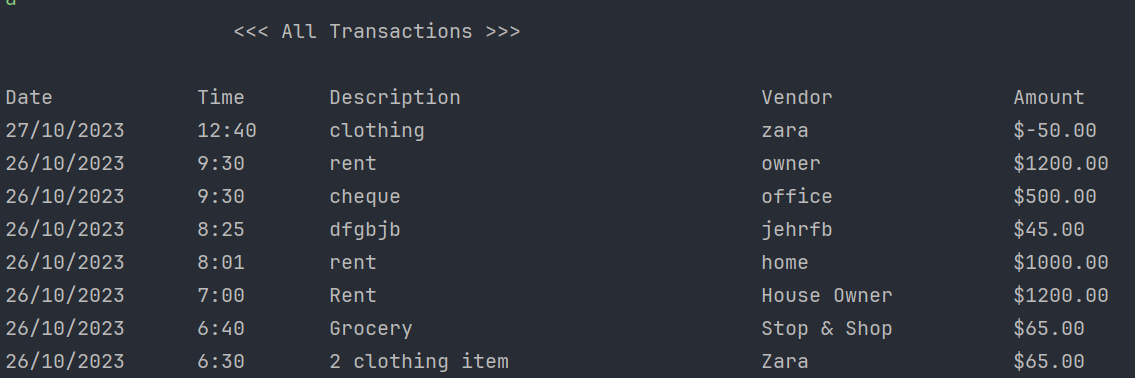 <<< All Transactions >>>
Date Time Description Vendor Amount
27/10/2023 12:40 clothing zara $-50.00
26/10/2023 9:30 rent owner $1200.00
26/10/2023 9:30 cheque office $500.00
26/10/2023 8:25 dfgbjb jehrfb $45.00
26/10/2023 8:01 rent home $1000.00
26/10/2023 7:00 Rent House Owner $1200.00
26/10/2023 6:40 Grocery Stop & Shop $65.00
26/10/2023 6:30 2 clothing item Zara $65.00